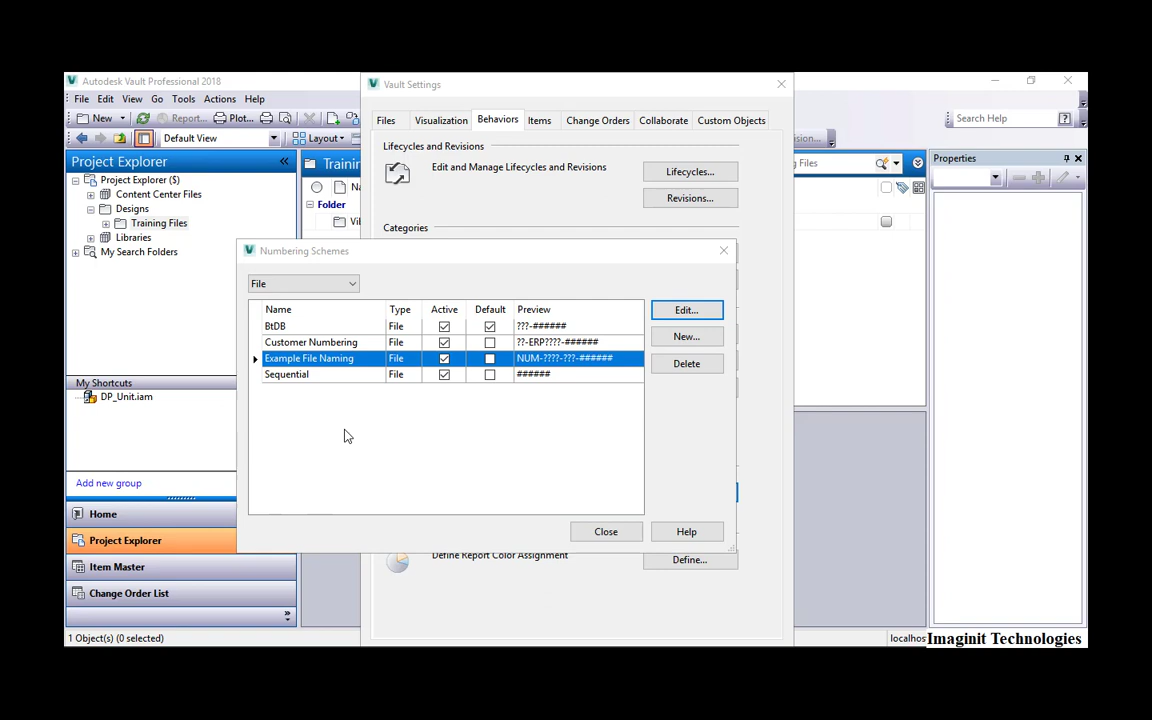 Autodesk Vault Professional 2018
Vault Settings
File Edit View Go Tools Actions Help
New Report... Plot...
Search Help
Default View
Layout
Files Visualization Behaviors Items Change Orders Collaborate Custom Objects
Lifecycles and Revisions
Edit and Manage Lifecycles and Revisions
Lifecycles...
Revisions...
Categories
Project Explorer
Project Explorer ($)
Content Center Files
Designs
Training Files
Libraries
My Search Folders
Trainin
Na
Folder
Vil
Files
Properties
Numbering Schemes
File
Name Type Active Default Preview
BtDB File ???-######
Customer Numbering File ??-ERP????-######
Example File Naming File NUM-????-???-######
Sequential File ######
Edit...
New...
Delete
Close
Help
My Shortcuts
DP_Unit.iam
Add new group
Home
Project Explorer
Item Master
Change Order List
Define Report Color Assignment
Define...
1 Object(s) (0 selected)
localhos
Imaginit Technologies